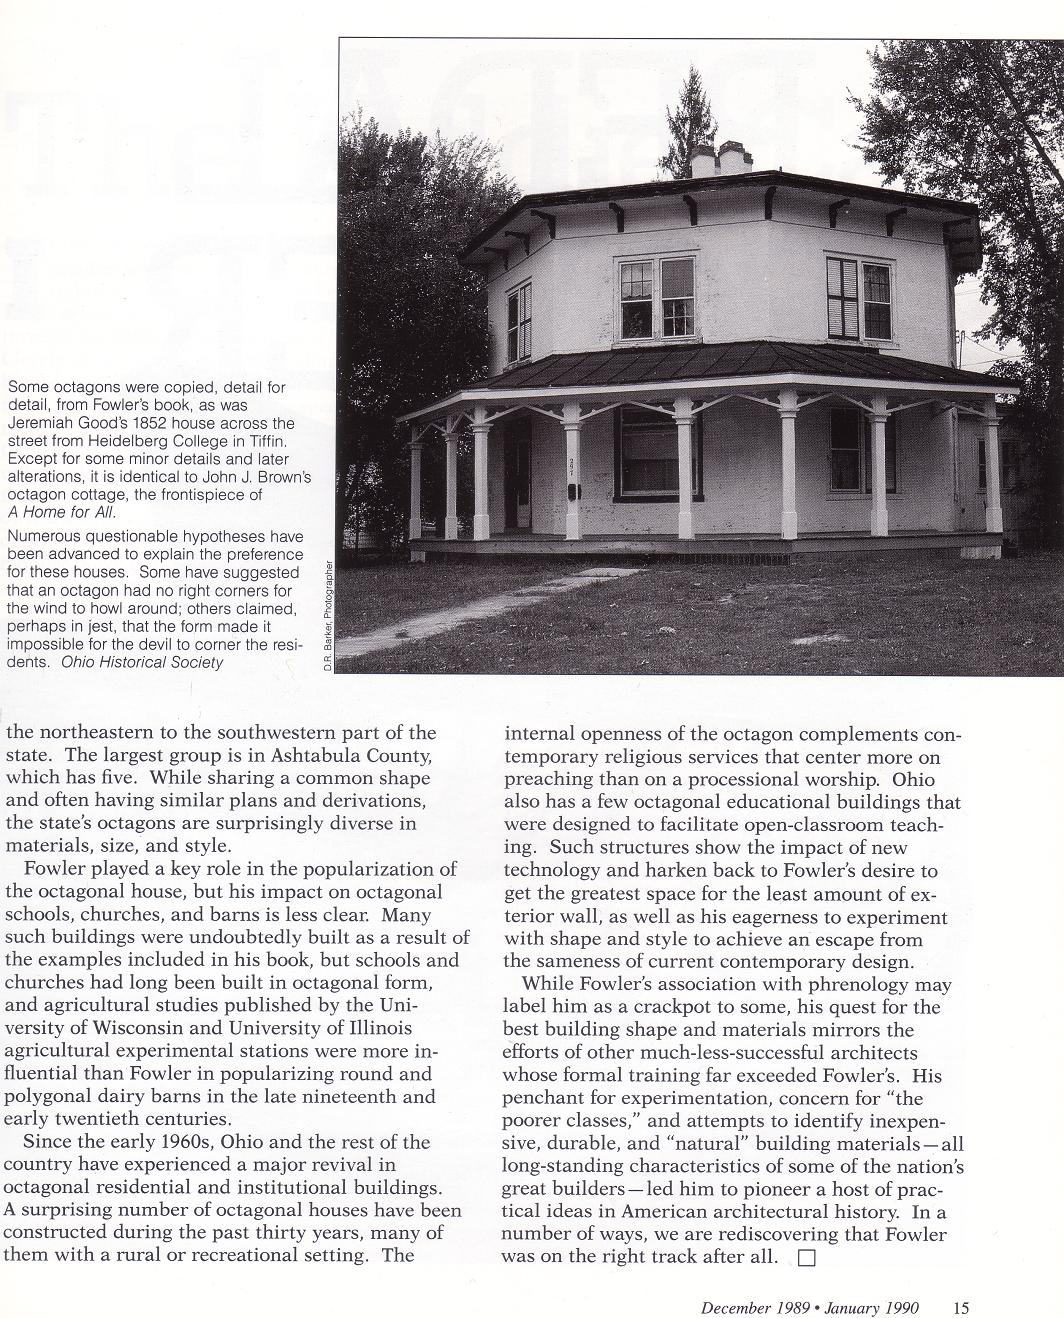 Some octagons were copied, detail for
detail, from Fowler's book, as was
Jeremiah Good's 1852 house across the
street from Heidelberg College in Tiffin.
Except for some minor details and later
alterations, it is identical to John J. Brown's
octagon cottage, the frontispiece of
A Home for All.
Numerous questionable hypotheses have
been advanced to explain the preference
for these houses. Some have suggested
that an octagon had no right corners for
the wind to howl around; others claimed,
perhaps in jest, that the form made it
impossible for the devil to corner the resi-
dents. Ohio Historical Society
D.R. Barker, Photographer
the northeastern to the southwestern part of the
state. The largest group is in Ashtabula County,
which has five. While sharing a common shape
and often having similar plans and derivations,
the state's octagons are surprisingly diverse in
materials, size, and style.
Fowler played a key role in the popularization of
the octagonal house, but his impact on octagonal
schools, churches, and barns is less clear. Many
such buildings were undoubtedly built as a result of
the examples included in his book, but schools and
churches had long been built in octagonal form,
and agricultural studies published by the Uni-
versity of Wisconsin and University of Illinois
agricultural experimental stations were more in-
fluential than Fowler in popularizing round and
polygonal dairy barns in the late nineteenth and
early twentieth centuries.
Since the early 1960s, Ohio and the rest of the
country have experienced a major revival in
octagonal residential and institutional buildings.
A surprising number of octagonal houses have been
constructed during the past thirty years, many of
them with a rural or recreational setting. The
internal openness of the octagon complements con-
temporary religious services that center more on
preaching than on a processional worship. Ohio
also has a few octagonal educational buildings that
were designed to facilitate open-classroom teach-
ing. Such structures show the impact of new
technology and harken back to Fowler's desire to
get the greatest space for the least amount of ex-
terior wall, as well as his eagerness to experiment
with shape and style to achieve an escape from
the sameness of current contemporary design.
While Fowler's association with phrenology may
label him as a crackpot to some, his quest for the
best building shape and materials mirrors the
efforts of other much-less-successful architects
whose formal training far exceeded Fowler's. His
penchant for experimentation, concern for "the
poorer classes," and attempts to identify inexpen-
sive, durable, and "natural" building materials—all
long-standing characteristics of some of the nation's
great builders—led him to pioneer a host of prac-
tical ideas in American architectural history. In a
number of ways, we are rediscovering that Fowler
was on the right track after all. □
December 1989 • January 1990 15